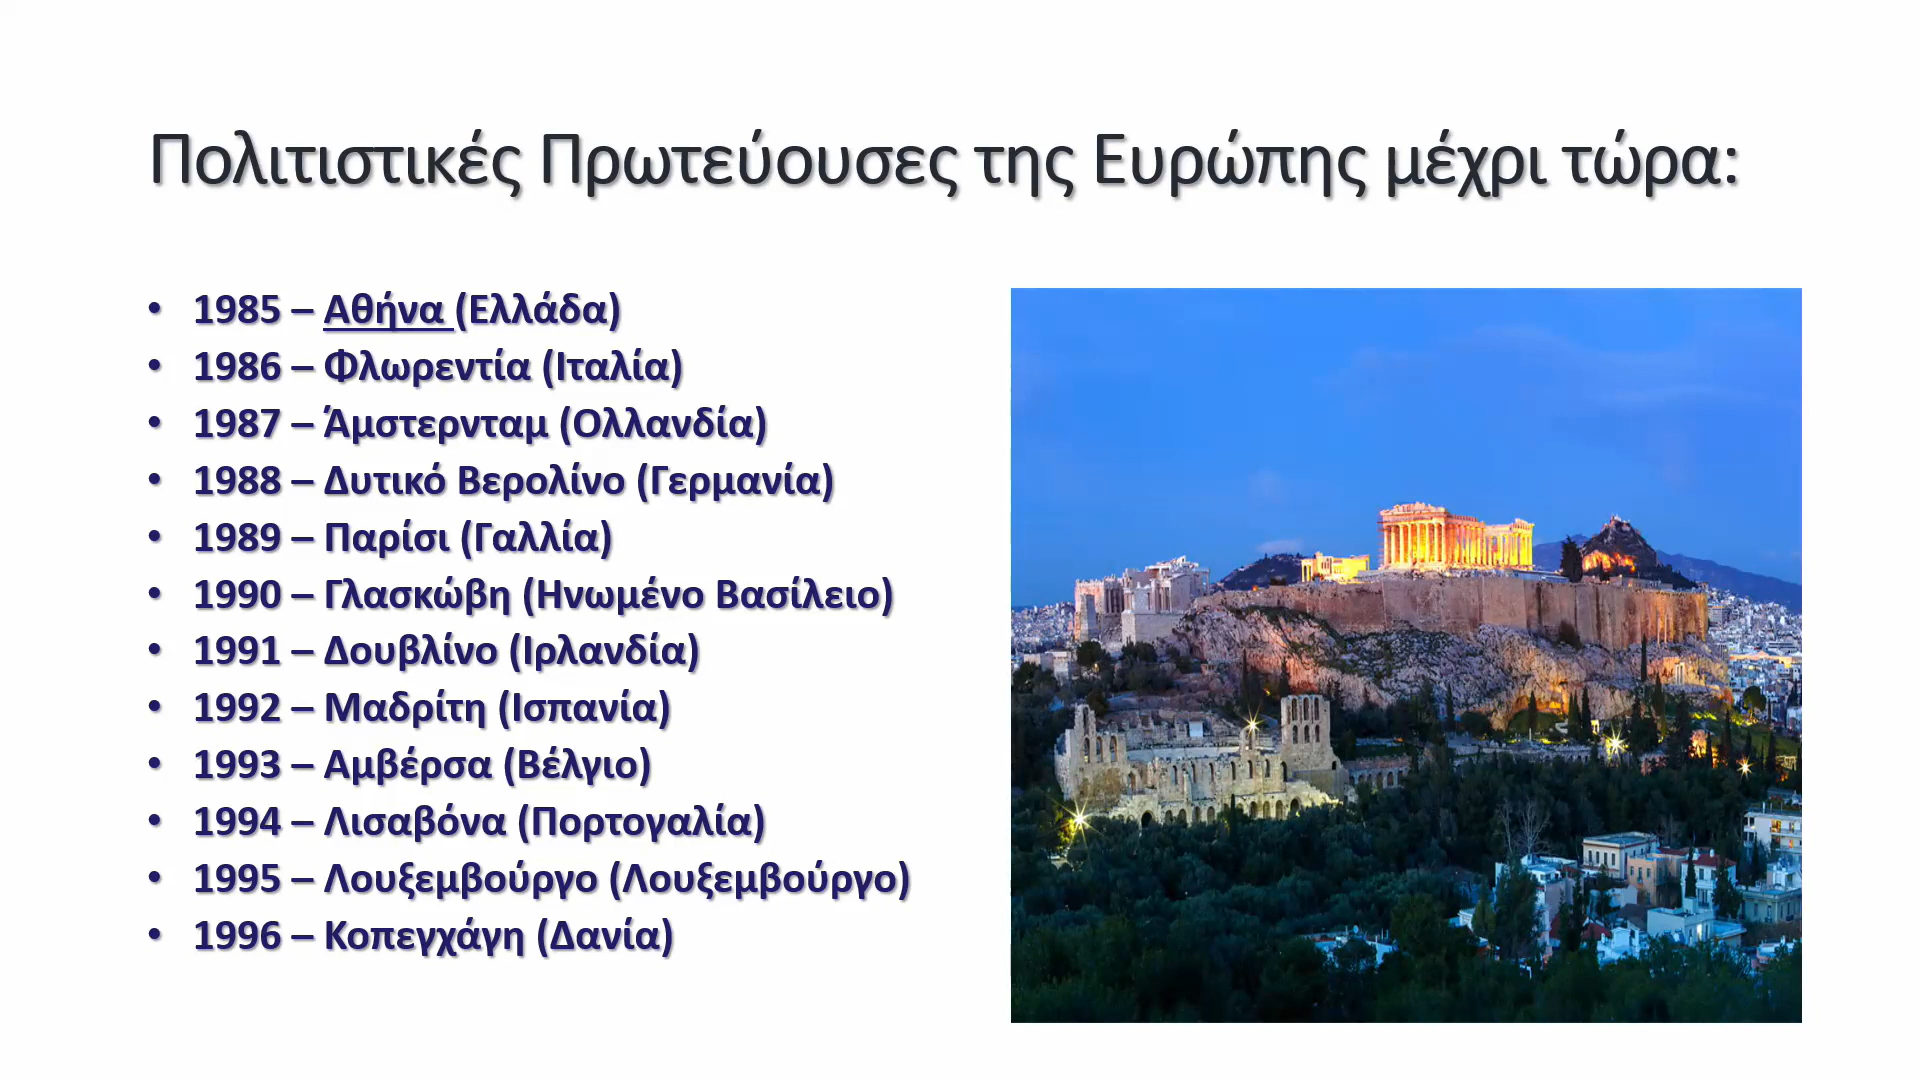 Πολιτιστικές Πρωτεύουσες της Ευρώπης μέχρι τώρα:
• 1985 – Αθήνα (Ελλάδα)
• 1986 – Φλωρεντία (Ιταλία)
• 1987 – Άμστερνταμ (Ολλανδία)
• 1988 – Δυτικό Βερολίνο (Γερμανία)
• 1989 – Παρίσι (Γαλλία)
• 1990 – Γλασκώβη (Ηνωμένο Βασίλειο)
• 1991 – Δουβλίνο (Ιρλανδία)
• 1992 – Μαδρίτη (Ισπανία)
• 1993 – Αμβέρσα (Βέλγιο)
• 1994 – Λισαβόνα (Πορτογαλία)
• 1995 – Λουξεμβούργο (Λουξεμβούργο)
• 1996 – Κοπεγχάγη (Δανία)